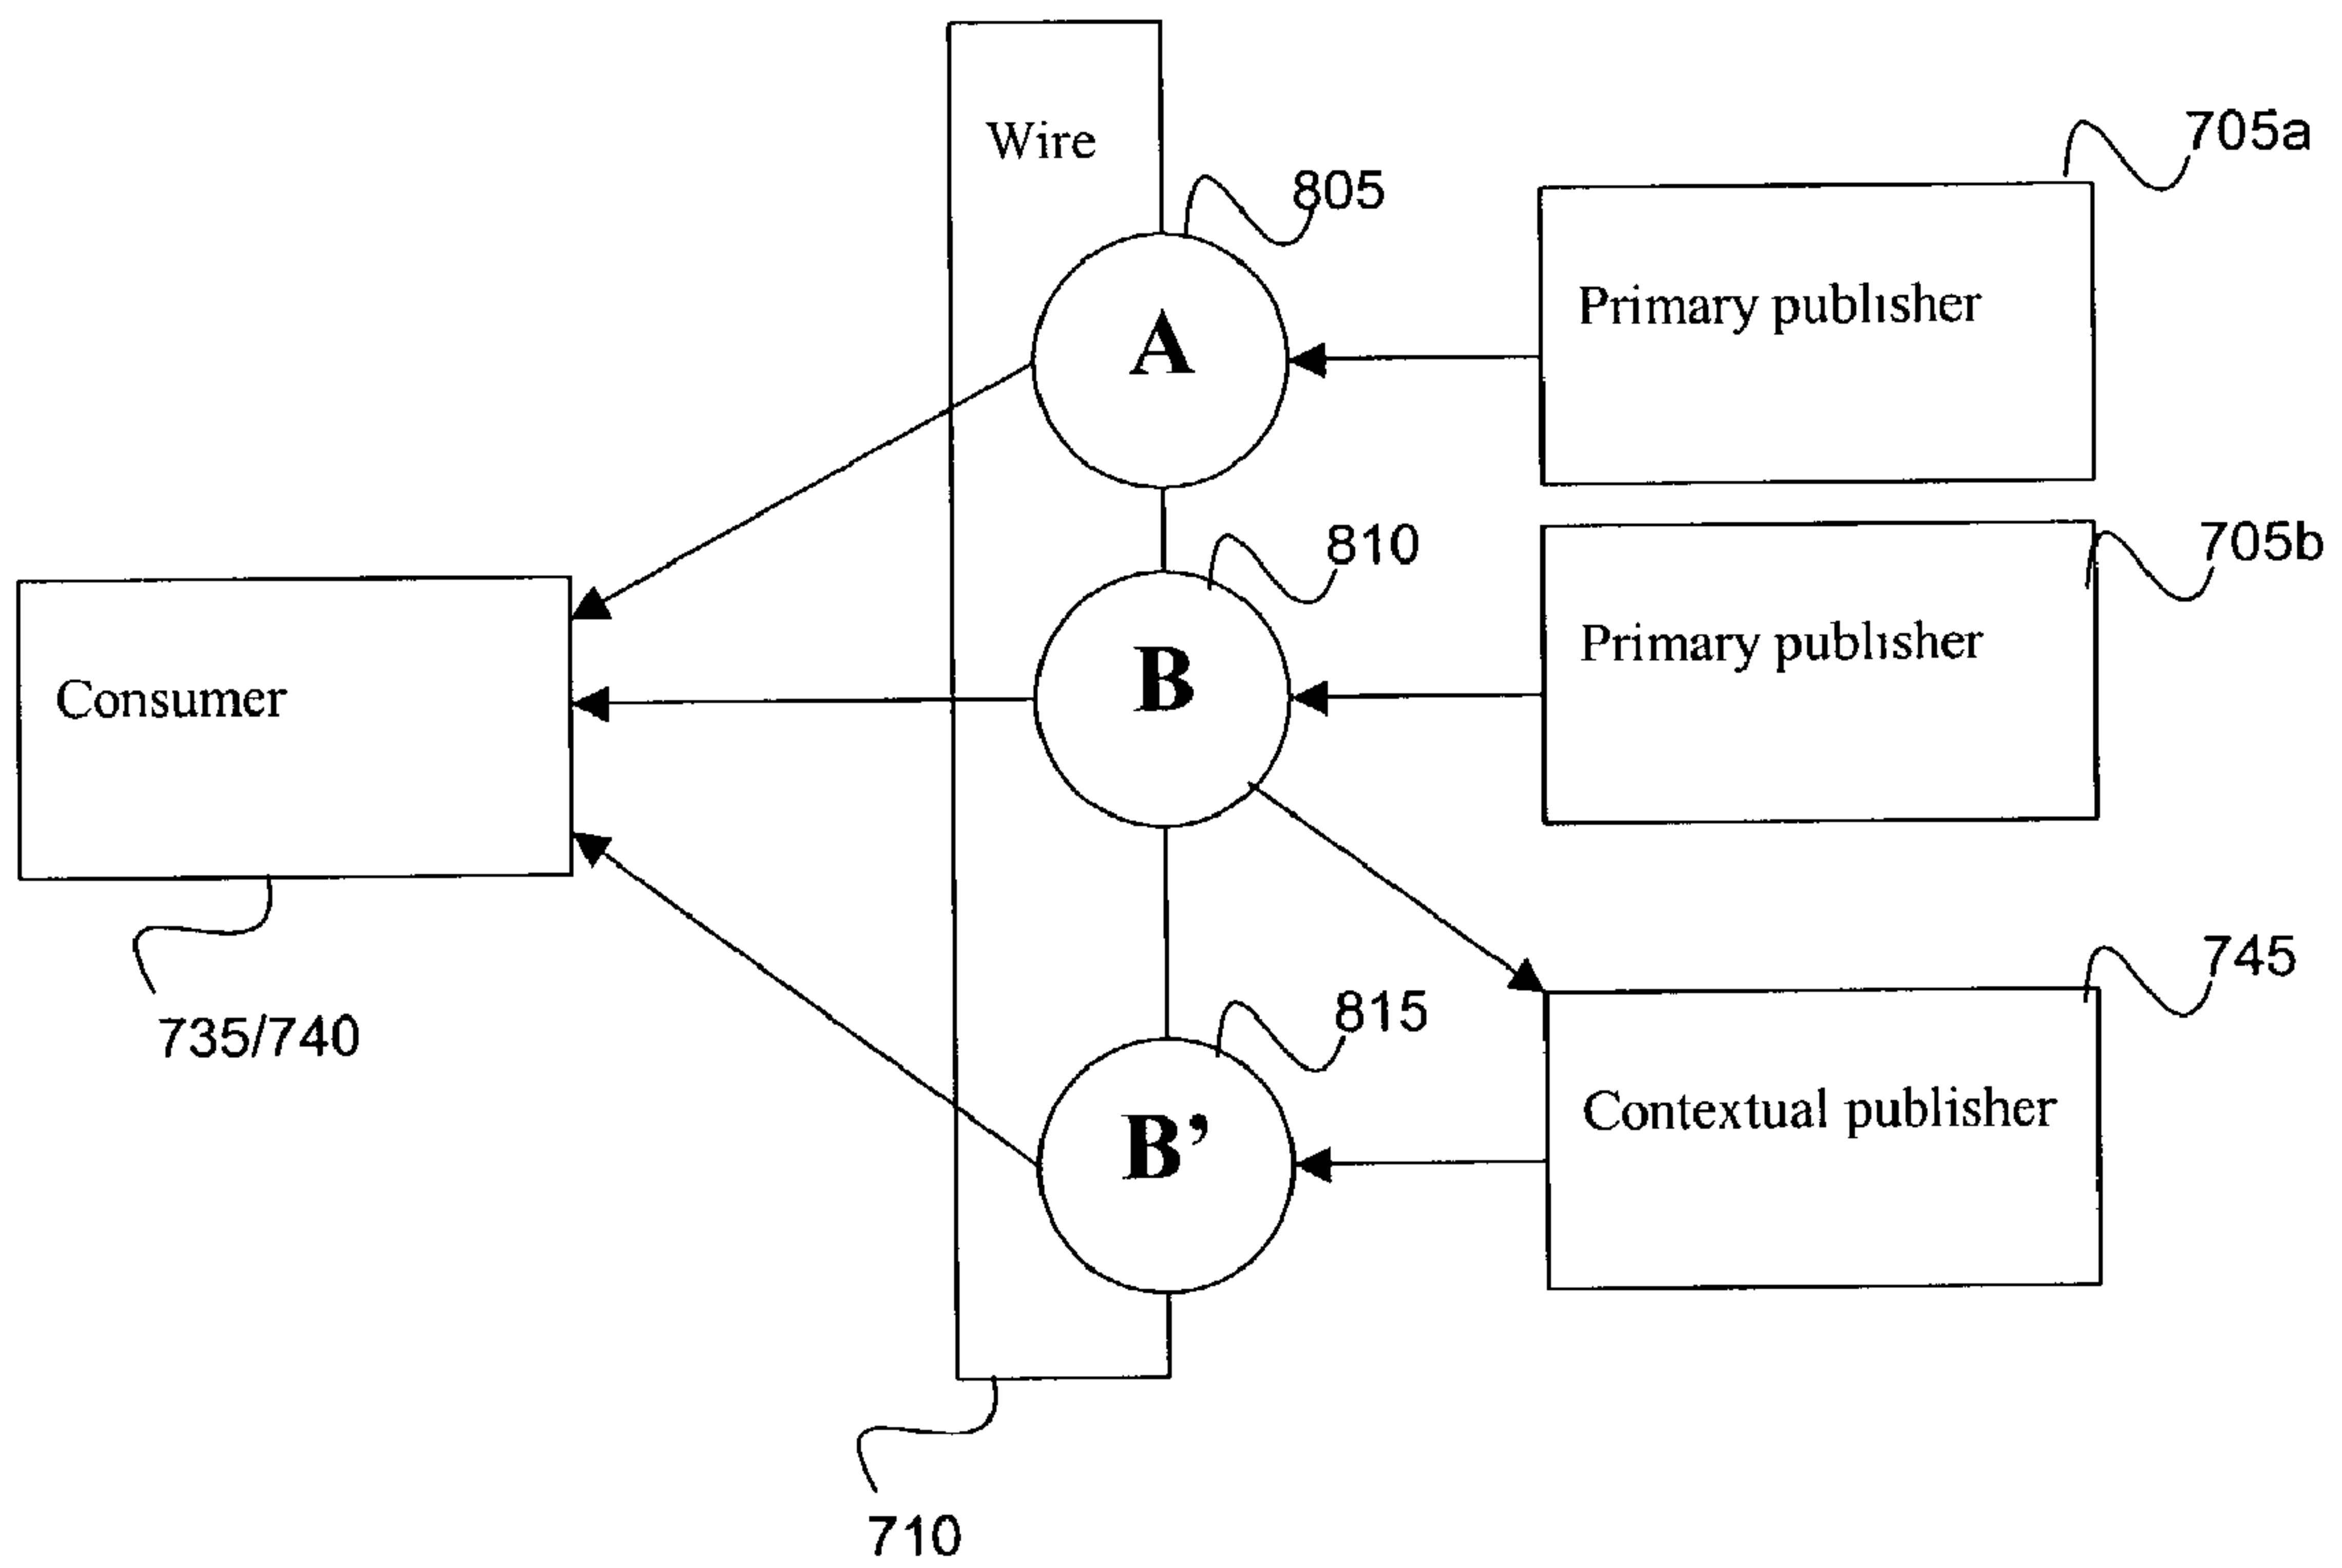 Wire
705a
805
Primary publisher
A
810
705b
Primary publisher
B
Consumer
745
815
735/740
Contextual publisher
B’
710